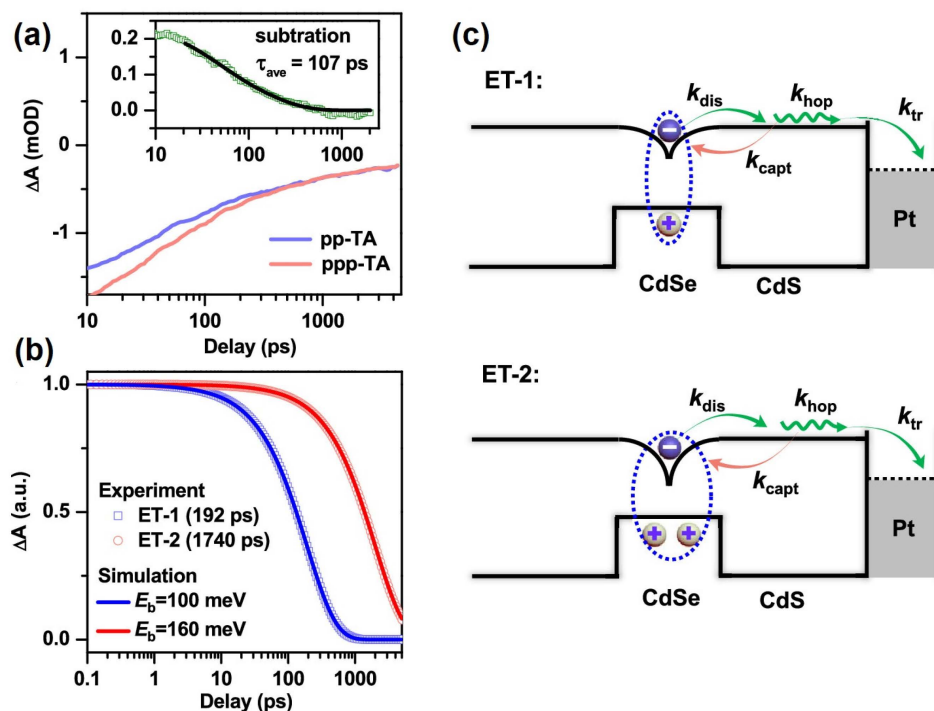 (a)
1
0
-1
ΔA (mOD)
10 100 1000
0.2
0.1
0.0
subtration
τave = 107 ps
10 100 1000
pp-TA
ppp-TA
10 100 1000
Delay (ps)
(b)
1.0
0.5
0.0
ΔA (a.u.)
Experiment
ET-1 (192 ps)
ET-2 (1740 ps)
Simulation
Eb=100 meV
Eb=160 meV
0.1 1 10 100 1000
Delay (ps)
(c)
ET-1:
kdis
khop
ktr
kcapt
−
+
Pt
CdSe
CdS
ET-2:
kdis
khop
ktr
kcapt
−
+ +
Pt
CdSe
CdS